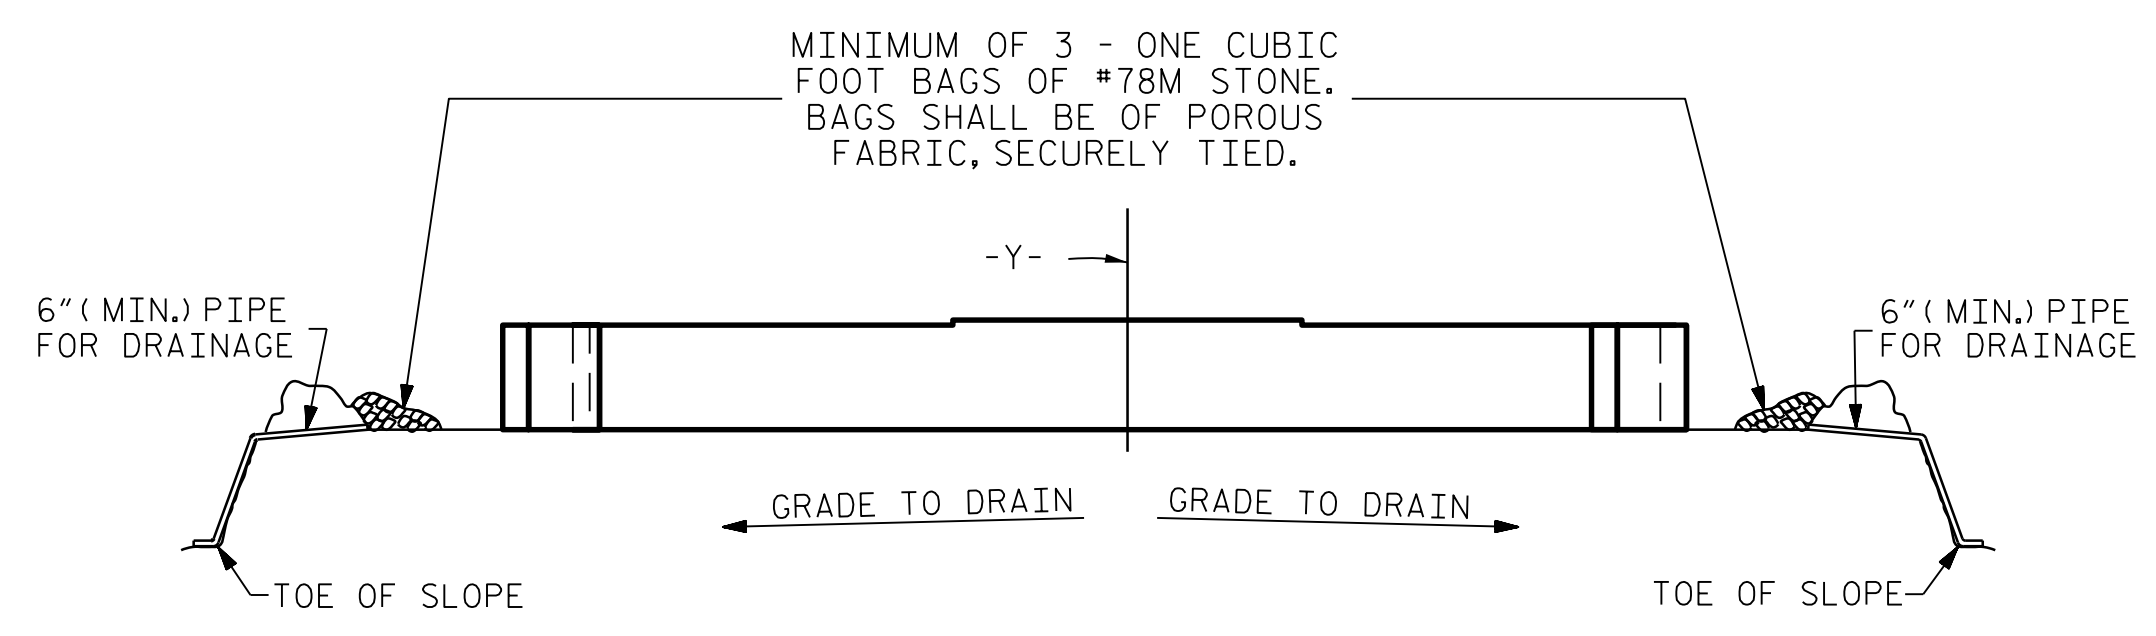 MINIMUM OF 3 - ONE CUBIC
FOOT BAGS OF #78M STONE.
BAGS SHALL BE OF POROUS
FABRIC, SECURELY TIED.
-Y-
6"(MIN.) PIPE
FOR DRAINAGE
6"(MIN.) PIPE
FOR DRAINAGE
GRADE TO DRAIN
GRADE TO DRAIN
TOE OF SLOPE
TOE OF SLOPE